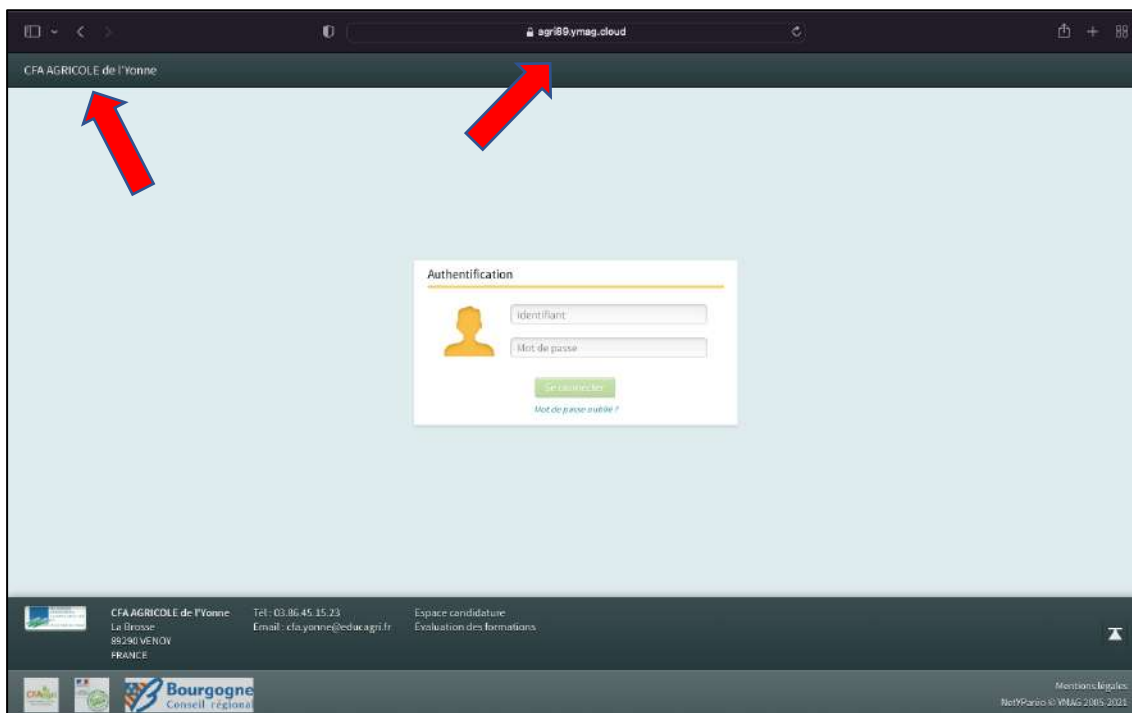 agri89.ymag.cloud
CFA AGRICOLE de l'Yonne
Authentification
Identifiant
Mot de passe
Se connecter
Mot de passe oublié ?
CFA AGRICOLE de l'Yonne
La Brosse
89290 VENOY
FRANCE
Tél : 03.86.45.15.23
Email : cfa.yonne@educagri.fr
Espace candidature
Evaluation des formations
Bourgogne
Conseil régional
Mentions légales
NetYParéo © YMAG 2005-2021